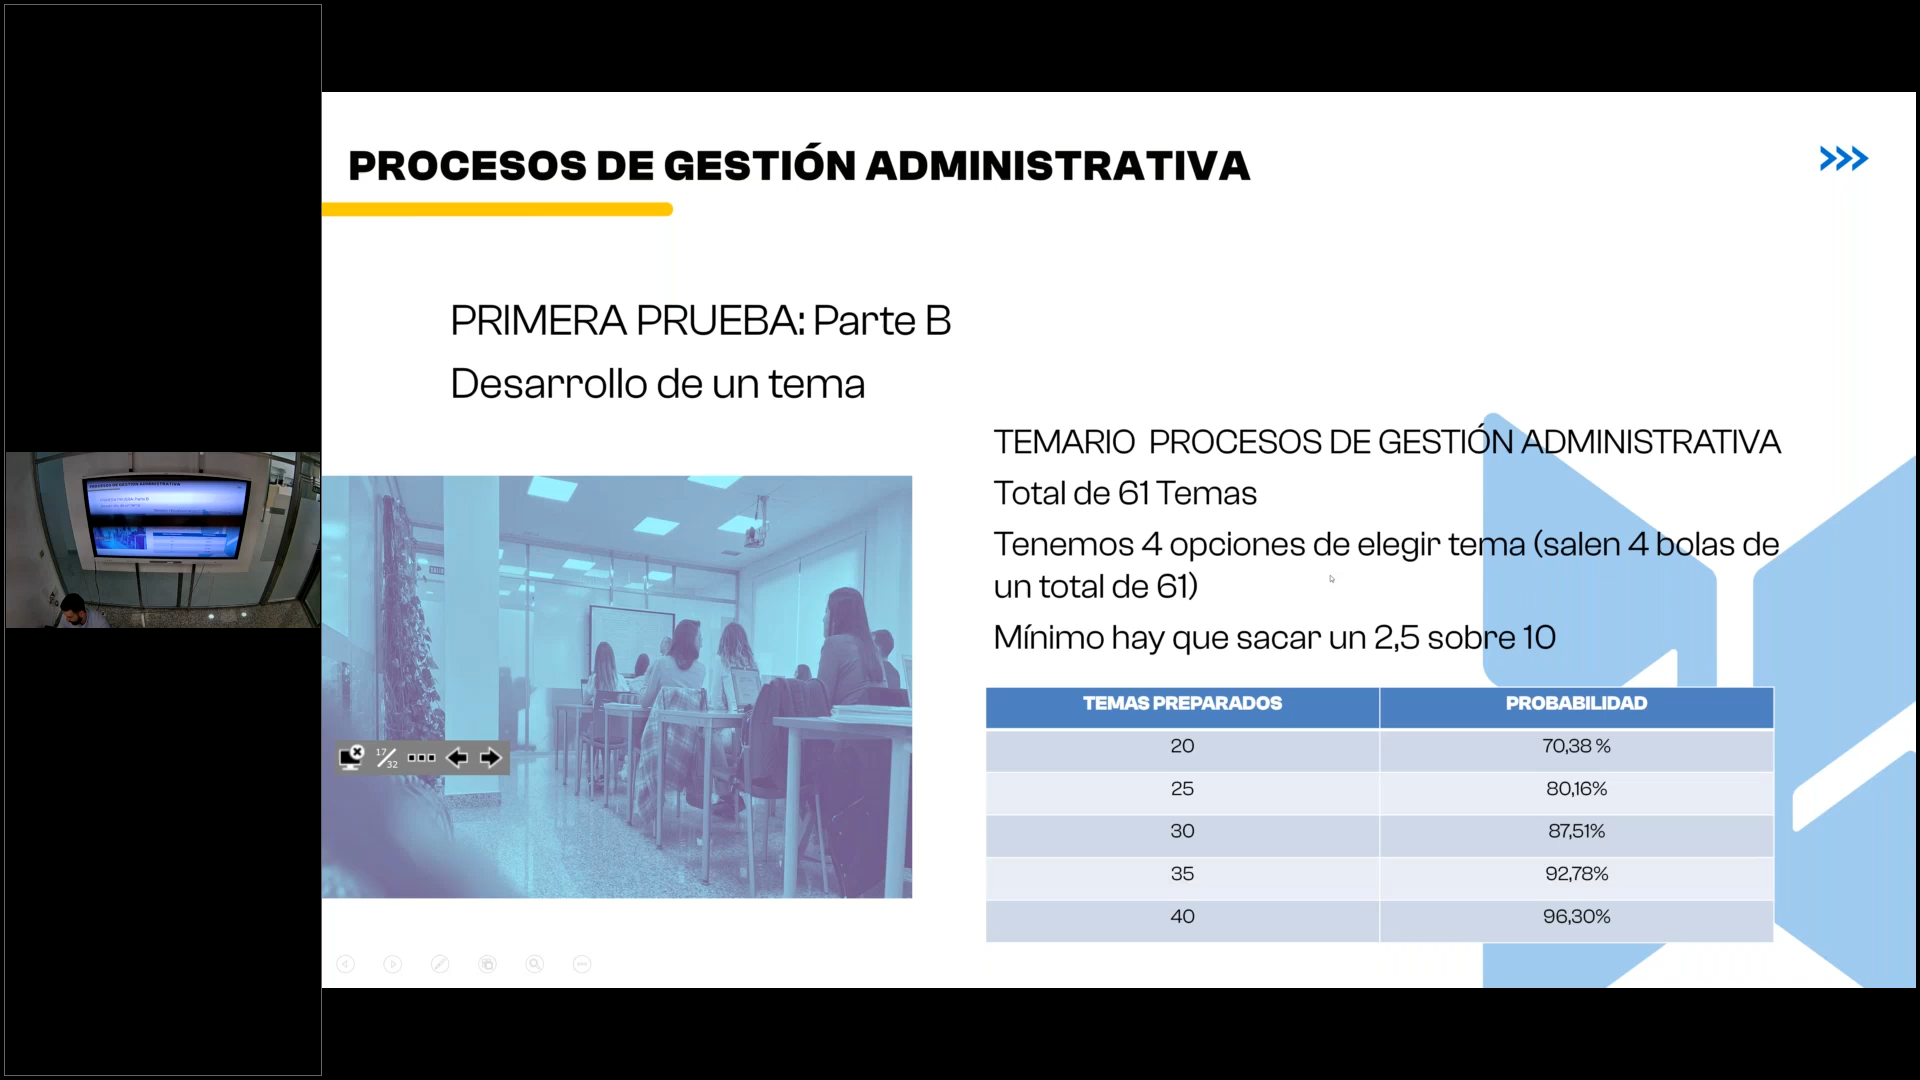 PROCESOS DE GESTIÓN ADMINISTRATIVA
PRIMERA PRUEBA: Parte B
Desarrollo de un tema
TEMARIO PROCESOS DE GESTIÓN ADMINISTRATIVA
Total de 61 Temas
Tenemos 4 opciones de elegir tema (salen 4 bolas de
un total de 61)
Mínimo hay que sacar un 2,5 sobre 10
TEMAS PREPARADOS PROBABILIDAD
20 70,38 %
25 80,16%
30 87,51%
35 92,78%
40 96,30%
17/32